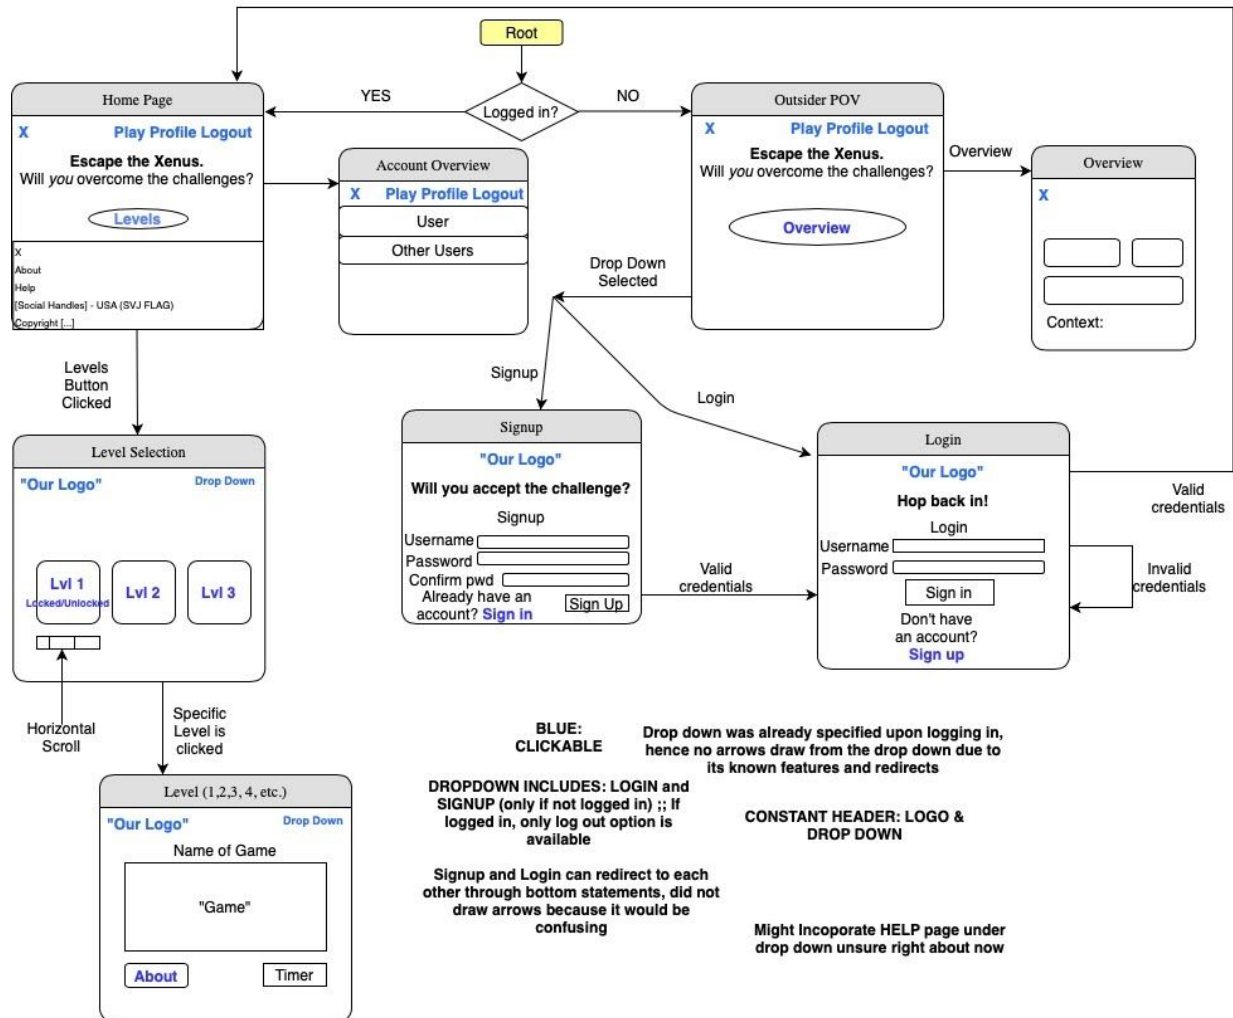 Root
Logged in?
YES
NO
Home Page
X Play Profile Logout
Escape the Xenus.
Will you overcome the challenges?
Levels
X
About
Help
[Social Handles] - USA (SVJ FLAG)
Copyright [...]
Account Overview
X Play Profile Logout
User
Other Users
Outsider POV
X Play Profile Logout
Escape the Xenus.
Will you overcome the challenges?
Overview
Overview
Overview
X
Context:
Drop Down
Selected
Signup
Login
Levels
Button
Clicked
Level Selection
"Our Logo" Drop Down
Lvl 1
Locked/Unlocked
Lvl 2
Lvl 3
Horizontal
Scroll
Specific
Level is
clicked
Signup
"Our Logo"
Will you accept the challenge?
Signup
Username
Password
Confirm pwd
Already have an
account? Sign in
Sign Up
Valid
credentials
Login
"Our Logo"
Hop back in!
Login
Username
Password
Sign in
Don't have
an account?
Sign up
Valid
credentials
Invalid
credentials
Level (1,2,3, 4, etc.)
"Our Logo" Drop Down
Name of Game
"Game"
About
Timer
BLUE:
CLICKABLE
Drop down was already specified upon logging in,
hence no arrows draw from the drop down due to
its known features and redirects
DROPDOWN INCLUDES: LOGIN and
SIGNUP (only if not logged in) ;; If
logged in, only log out option is
available
CONSTANT HEADER: LOGO &
DROP DOWN
Signup and Login can redirect to each
other through bottom statements, did not
draw arrows because it would be
confusing
Might Incoporate HELP page under
drop down unsure right about now